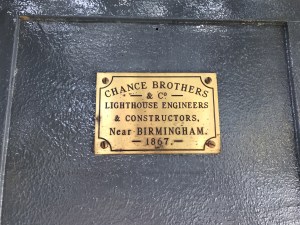 CHANCE BROTHERS
— & Co —
LIGHTHOUSE ENGINEERS
& CONSTRUCTORS,
Near BIRMINGHAM.
— 1867. —